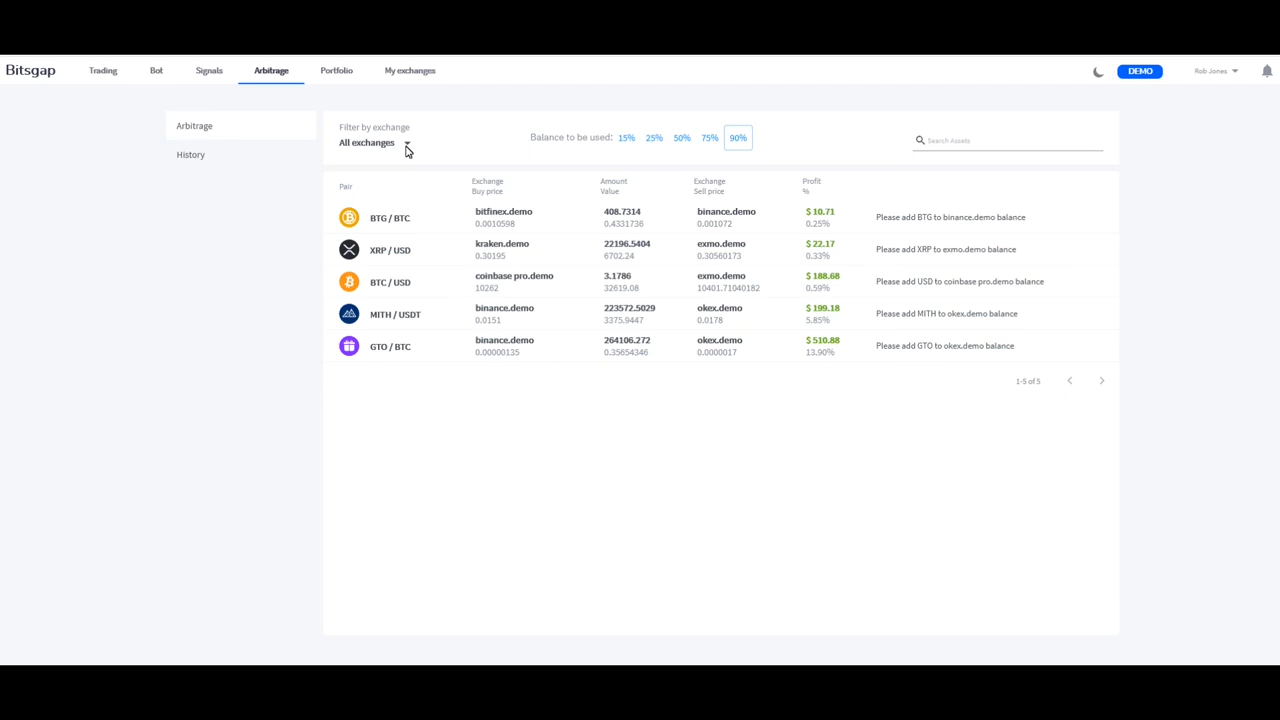 Bitsgap Trading Bot Signals Arbitrage Portfolio My exchanges DEMO Rob Jones
Arbitrage
History
Filter by exchange
All exchanges
Balance to be used: 15% 25% 50% 75% 90%
Search Assets
Pair Exchange Amount Exchange Profit
Buy price Value Sell price %
BTG / BTC bitfinex.demo 408.7314 binance.demo $ 10.71 Please add BTG to binance.demo balance
0.0010598 0.4331736 0.001072 0.25%
XRP / USD kraken.demo 22196.5404 exmo.demo $ 22.17 Please add XRP to exmo.demo balance
0.30195 6702.24 0.30560173 0.33%
BTC / USD coinbase pro.demo 3.1786 exmo.demo $ 188.68 Please add USD to coinbase pro.demo balance
10262 32619.08 10401.71040182 0.59%
MITH / USDT binance.demo 223572.5029 okex.demo $ 199.18 Please add MITH to okex.demo balance
0.0151 3375.9447 0.0178 5.85%
GTO / BTC binance.demo 264106.272 okex.demo $ 510.88 Please add GTO to okex.demo balance
0.00000135 0.35654346 0.0000017 13.90%
1-5 of 5